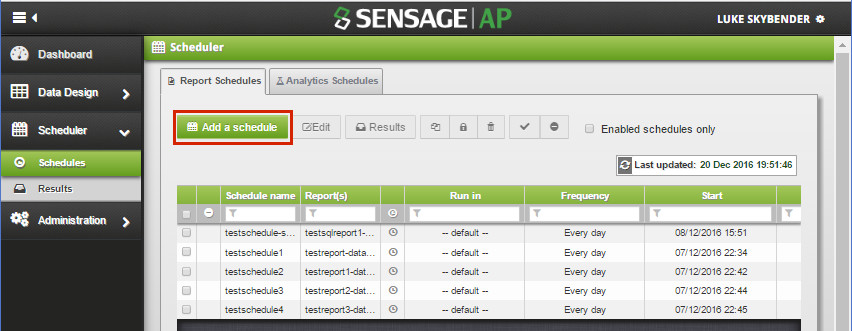 SENSAGE AP
LUKE SKYBENDER
Dashboard
Data Design
Scheduler
Schedules
Results
Administration
Scheduler
Report Schedules Analytics Schedules
Add a schedule Edit Results Enabled schedules only
Last updated: 20 Dec 2016 19:51:46
Schedule name Report(s) Run in Frequency Start
testschedule-s... testsqlreport1-... -- default -- Every day 08/12/2016 15:51
testschedule1 testreport-data... -- default -- Every day 07/12/2016 22:34
testschedule2 testreport1-dat... -- default -- Every day 07/12/2016 22:42
testschedule3 testreport2-dat... -- default -- Every day 07/12/2016 22:44
testschedule4 testreport3-dat... -- default -- Every day 07/12/2016 22:45